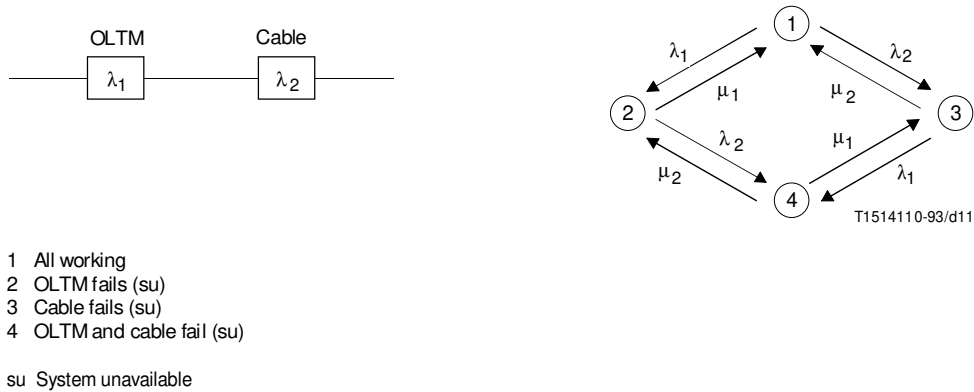 OLTM
Cable
λ1
λ2
1
λ1
λ2
μ1
μ2
2
3
λ2
μ1
μ2
λ1
4
T1514110-93/d11
1 All working
2 OLTM fails (su)
3 Cable fails (su)
4 OLTM and cable fail (su)
su System unavailable